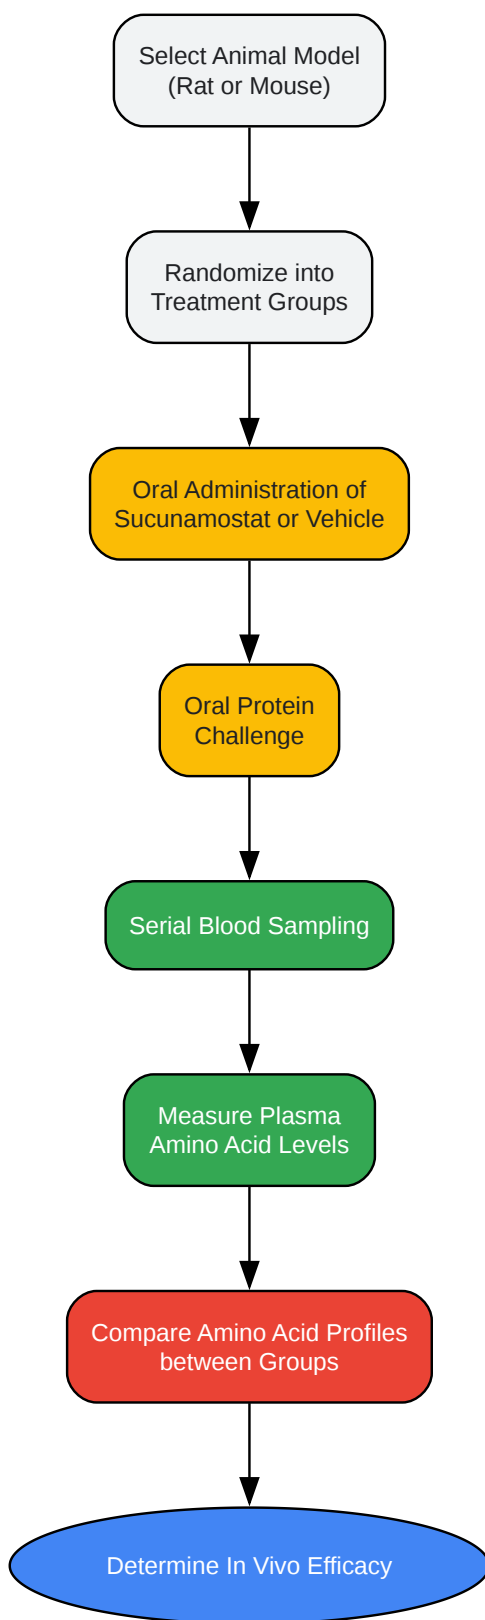 Select Animal Model
(Rat or Mouse)
Randomize into
Treatment Groups
Oral Administration of
Sucunamostat or Vehicle
Oral Protein
Challenge
Serial Blood Sampling
Measure Plasma
Amino Acid Levels
Compare Amino Acid Profiles
between Groups
Determine In Vivo Efficacy